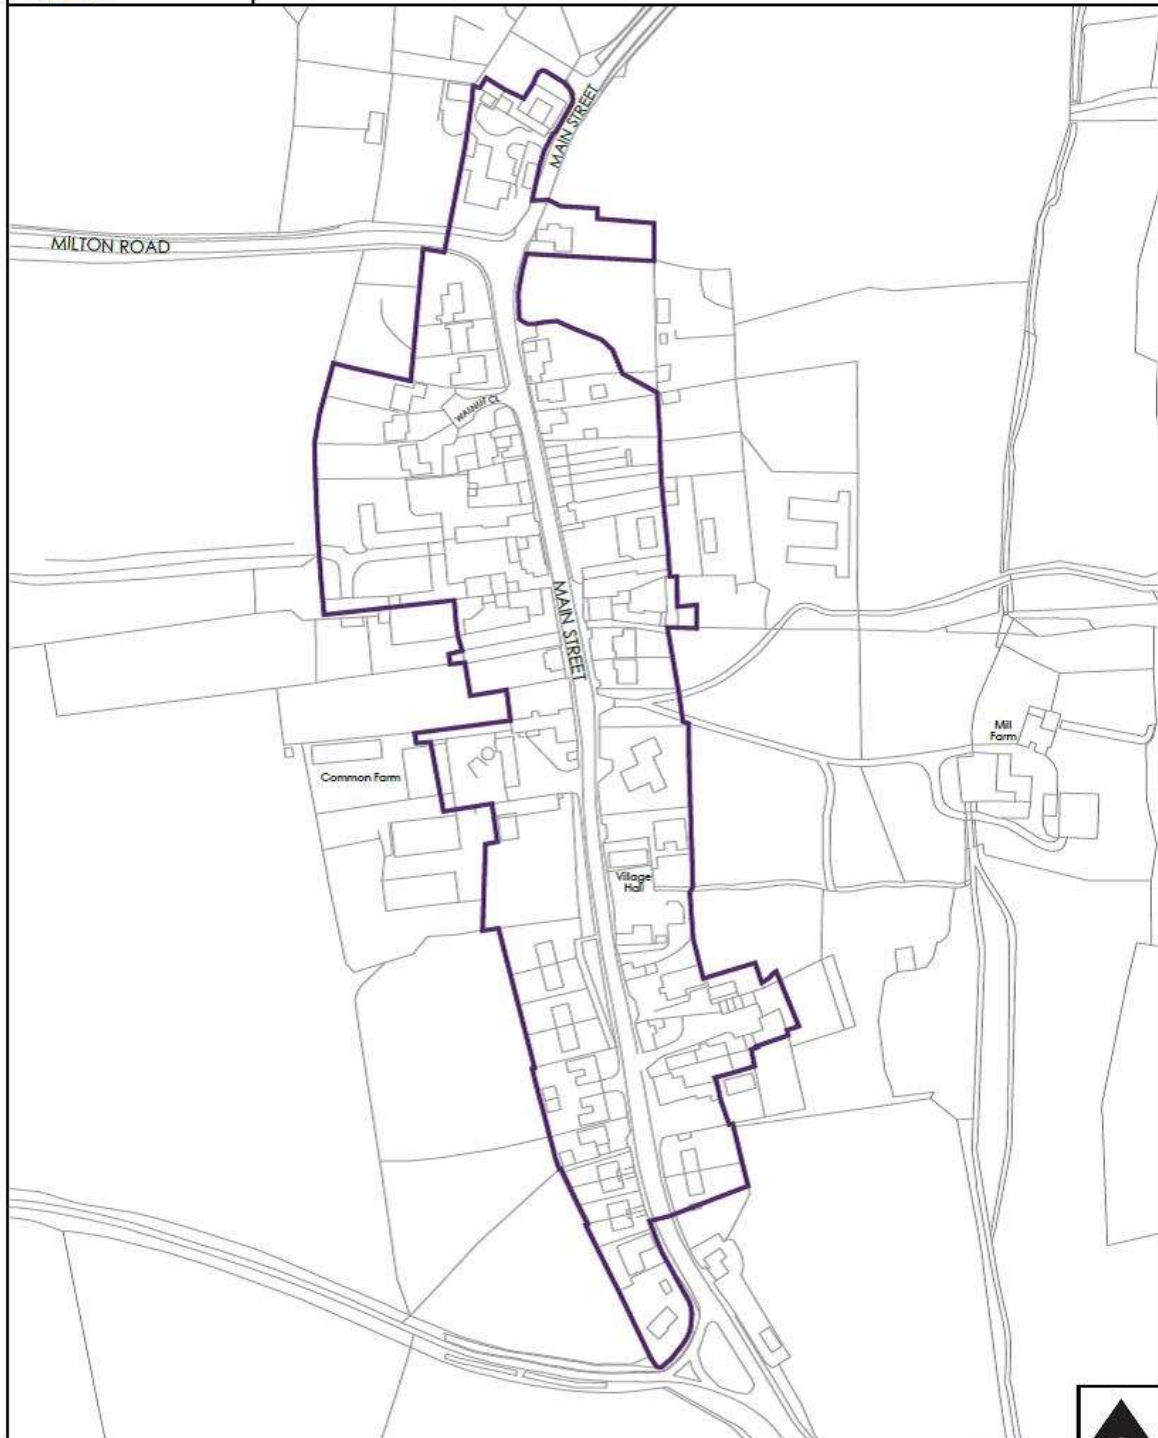 MAIN STREET
MILTON ROAD
WALNUT CL
MAIN STREET
Mill
Farm
Common Farm
Village
Hall